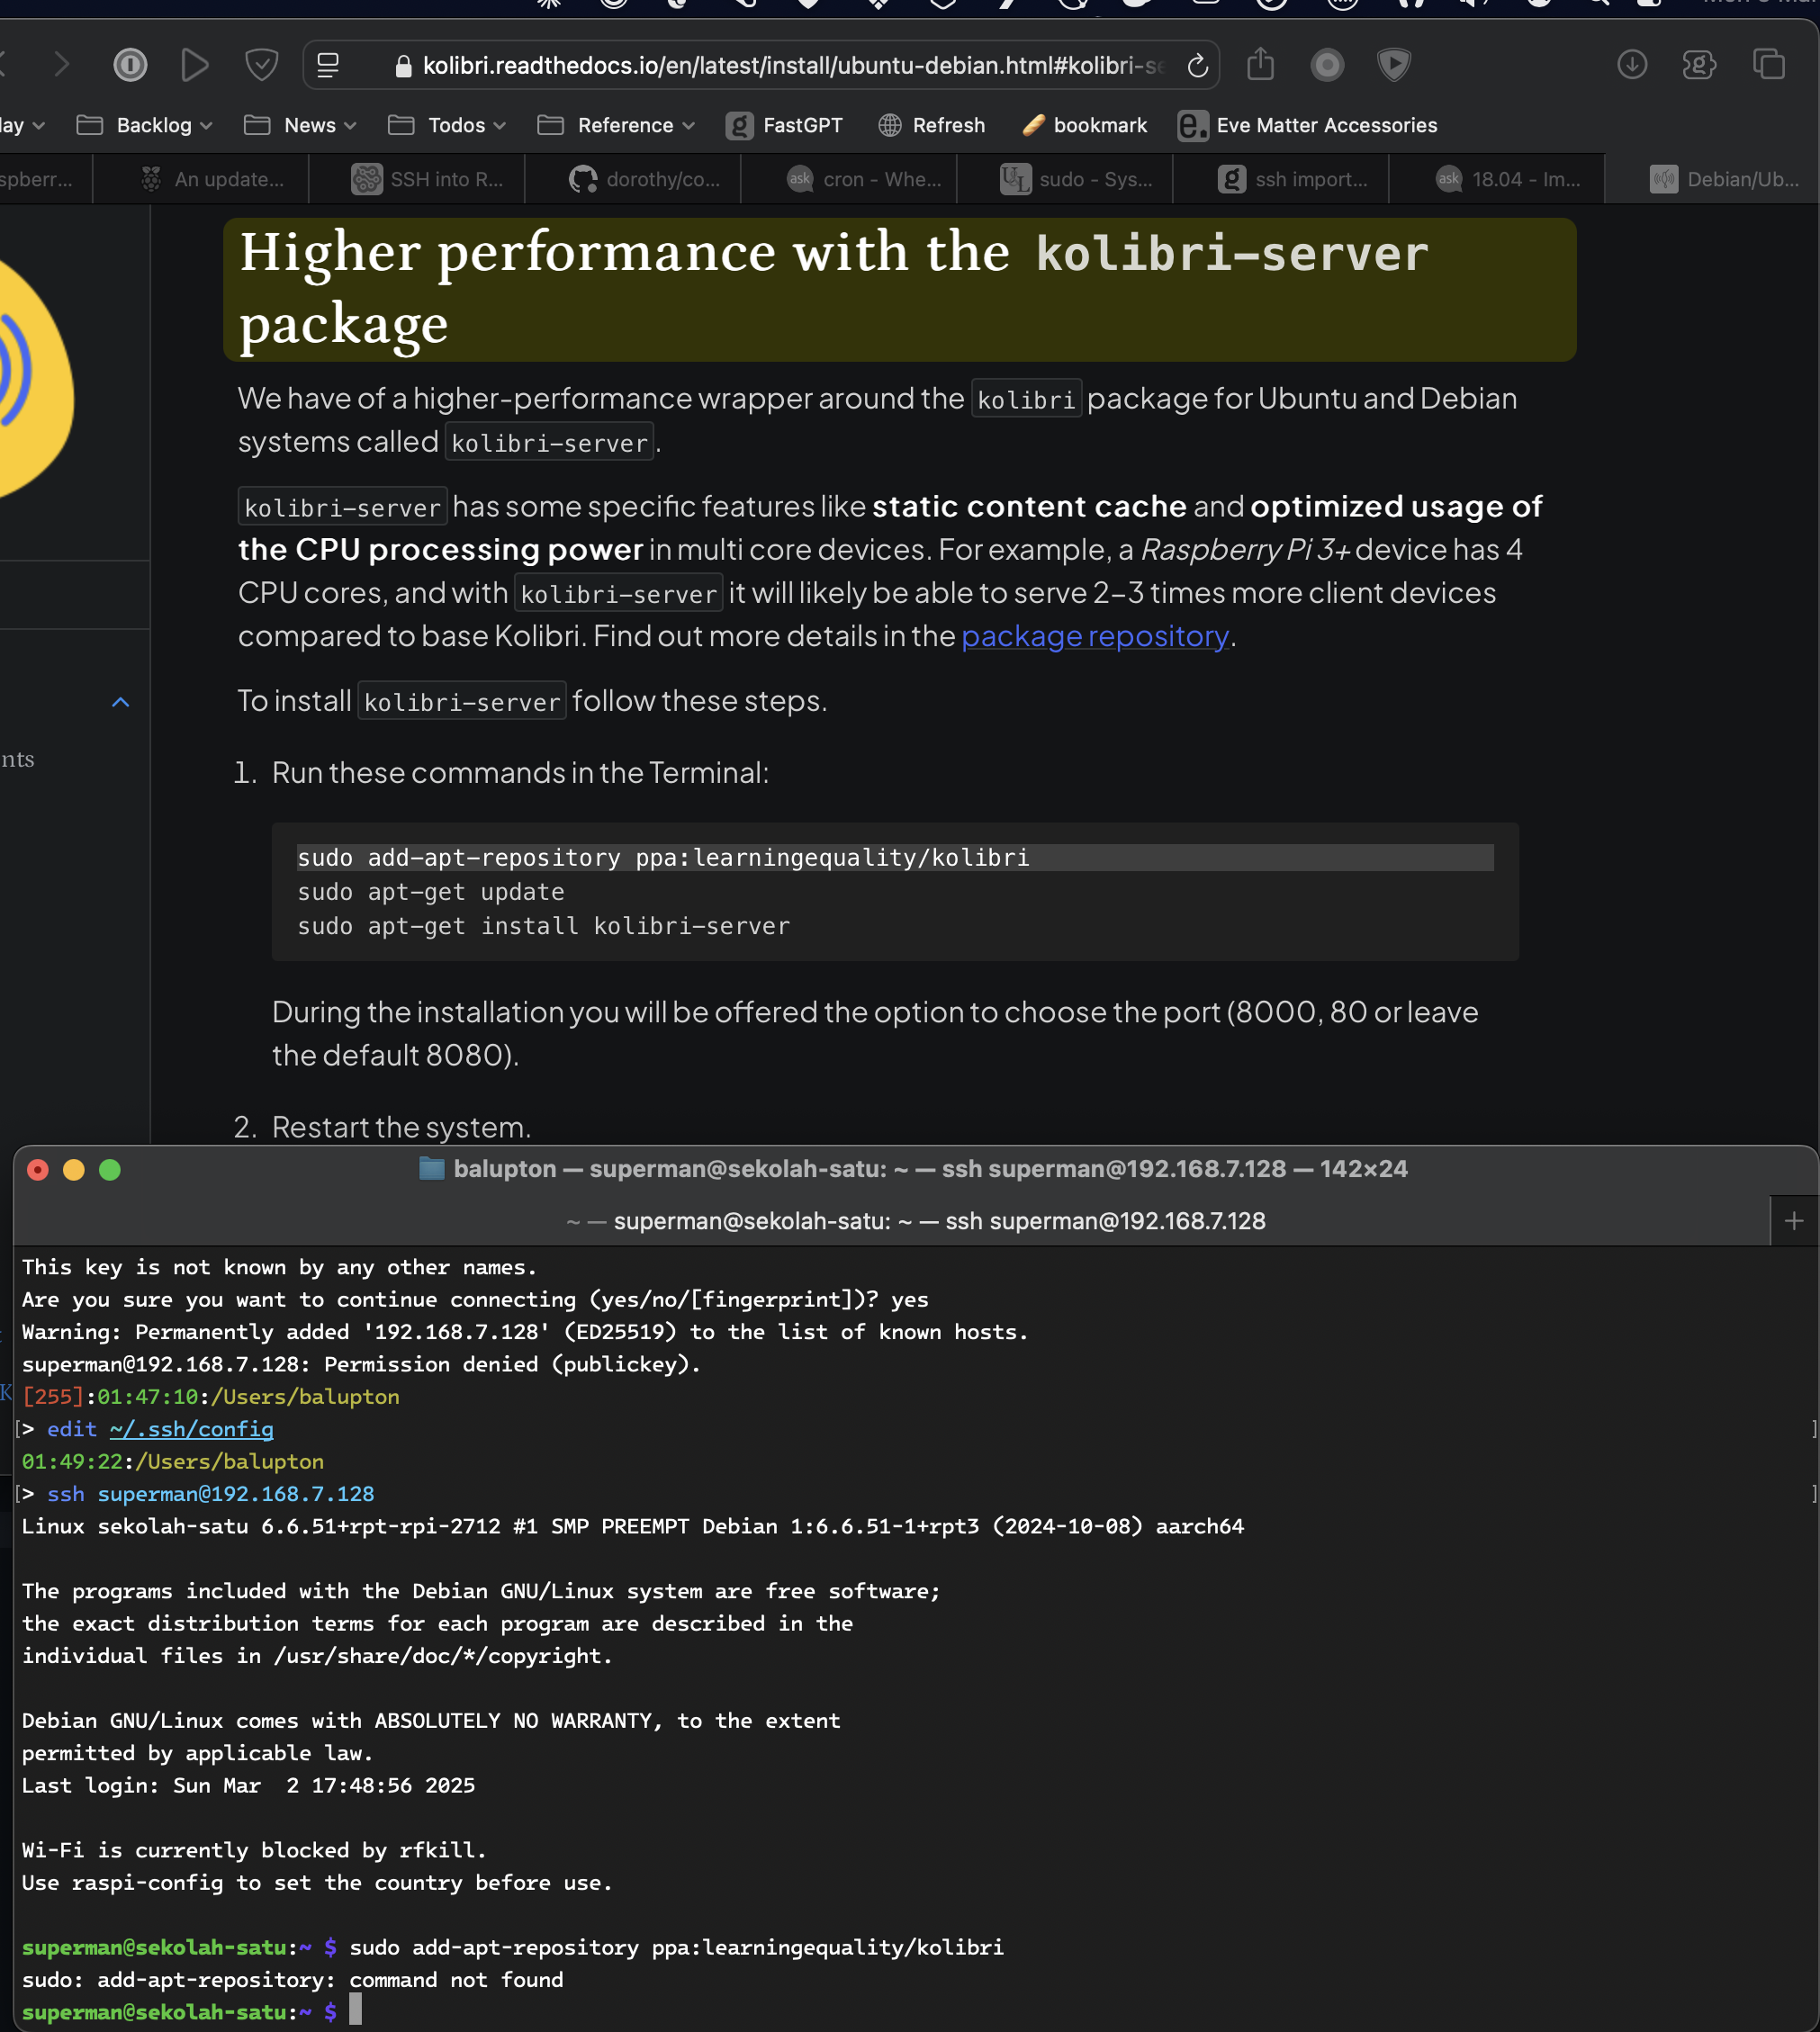 kolibri.readthedocs.io/en/latest/install/ubuntu-debian.html#kolibri-se
lay Backlog News Todos Reference FastGPT Refresh bookmark Eve Matter Accessories
spberr... An update... SSH into R... dorothy/co... cron - Whe... sudo - Sys... ssh import... 18.04 - Im... Debian/Ub...
Higher performance with the kolibri-server
package
We have of a higher-performance wrapper around the kolibri package for Ubuntu and Debian
systems called kolibri-server.
kolibri-server has some specific features like static content cache and optimized usage of
the CPU processing power in multi core devices. For example, a Raspberry Pi 3+ device has 4
CPU cores, and with kolibri-server it will likely be able to serve 2–3 times more client devices
compared to base Kolibri. Find out more details in the package repository.
To install kolibri-server follow these steps.
nts
1. Run these commands in the Terminal:
sudo add-apt-repository ppa:learningequality/kolibri
sudo apt-get update
sudo apt-get install kolibri-server
During the installation you will be offered the option to choose the port (8000, 80 or leave
the default 8080).
2. Restart the system.
balupton — superman@sekolah-satu: ~ — ssh superman@192.168.7.128 — 142×24
~ — superman@sekolah-satu: ~ — ssh superman@192.168.7.128
This key is not known by any other names.
Are you sure you want to continue connecting (yes/no/[fingerprint])? yes
Warning: Permanently added '192.168.7.128' (ED25519) to the list of known hosts.
superman@192.168.7.128: Permission denied (publickey).
[255]:01:47:10:/Users/balupton
[> edit ~/.ssh/config ]
01:49:22:/Users/balupton
[> ssh superman@192.168.7.128 ]
Linux sekolah-satu 6.6.51+rpt-rpi-2712 #1 SMP PREEMPT Debian 1:6.6.51-1+rpt3 (2024-10-08) aarch64
The programs included with the Debian GNU/Linux system are free software;
the exact distribution terms for each program are described in the
individual files in /usr/share/doc/*/copyright.
Debian GNU/Linux comes with ABSOLUTELY NO WARRANTY, to the extent
permitted by applicable law.
Last login: Sun Mar  2 17:48:56 2025
Wi-Fi is currently blocked by rfkill.
Use raspi-config to set the country before use.
superman@sekolah-satu:~ $ sudo add-apt-repository ppa:learningequality/kolibri
sudo: add-apt-repository: command not found
superman@sekolah-satu:~ $